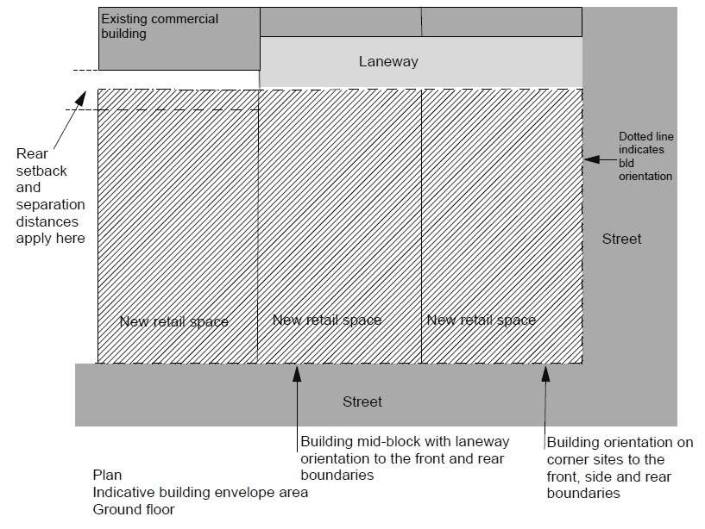 Existing commercial
building
Laneway
Rear
setback
and
separation
distances
apply here
Dotted line
indicates
bld
orientation
Street
New retail space
New retail space
New retail space
Street
Building mid-block with laneway
orientation to the front and rear
boundaries
Building orientation on
corner sites to the
front, side and rear
boundaries
Plan
Indicative building envelope area
Ground floor